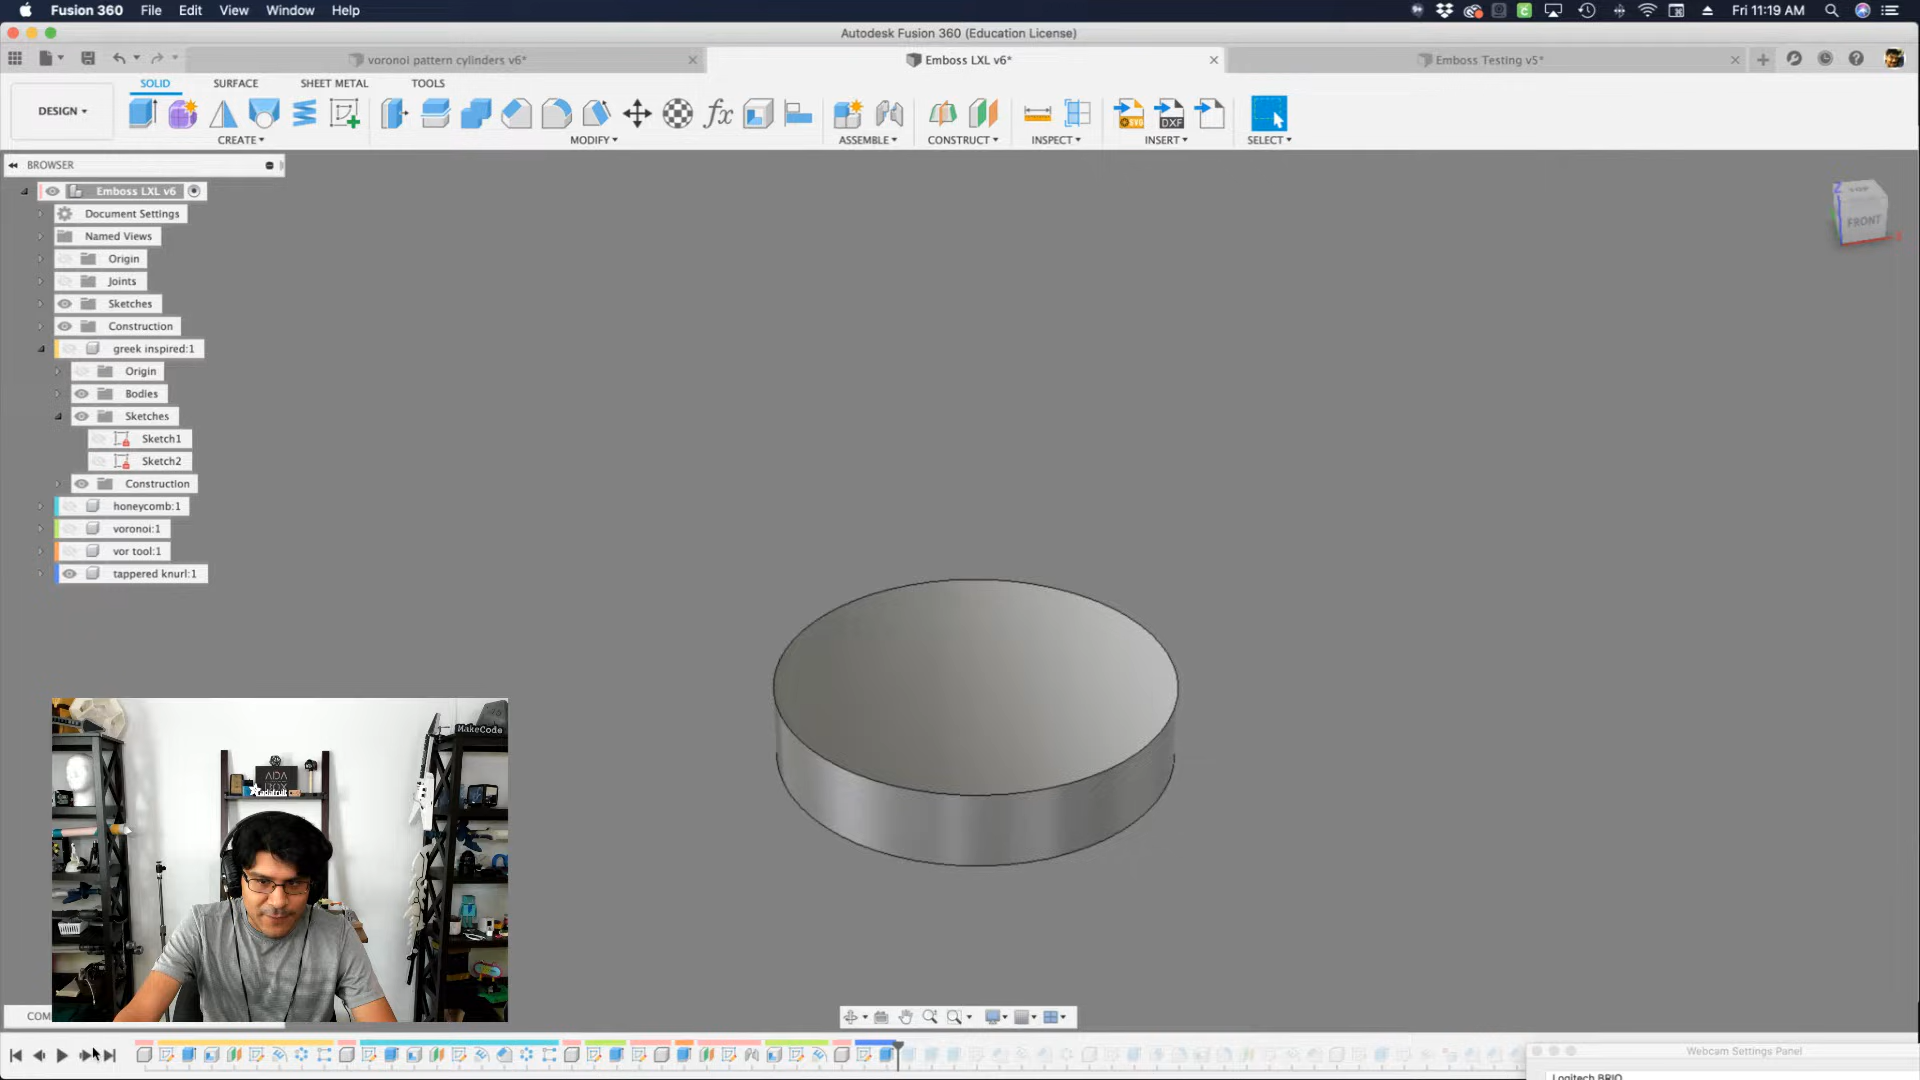 Fusion 360 File Edit View Window Help
Fri 11:19 AM
Autodesk Fusion 360 (Education License)
voronoi pattern cylinders v6*
Emboss LXL v6*
Emboss Testing v5*
SOLID SURFACE SHEET METAL TOOLS
DESIGN
CREATE MODIFY ASSEMBLE CONSTRUCT INSPECT INSERT SELECT
BROWSER
Emboss LXL v6
Document Settings
Named Views
Origin
Joints
Sketches
Construction
greek inspired:1
Origin
Bodies
Sketches
Sketch1
Sketch2
Construction
honeycomb:1
voronoi:1
vor tool:1
tappered knurl:1
FRONT
MakeCode
ADA
BOX
adafruit
COM
Webcam Settings Panel
Logitech BRIO